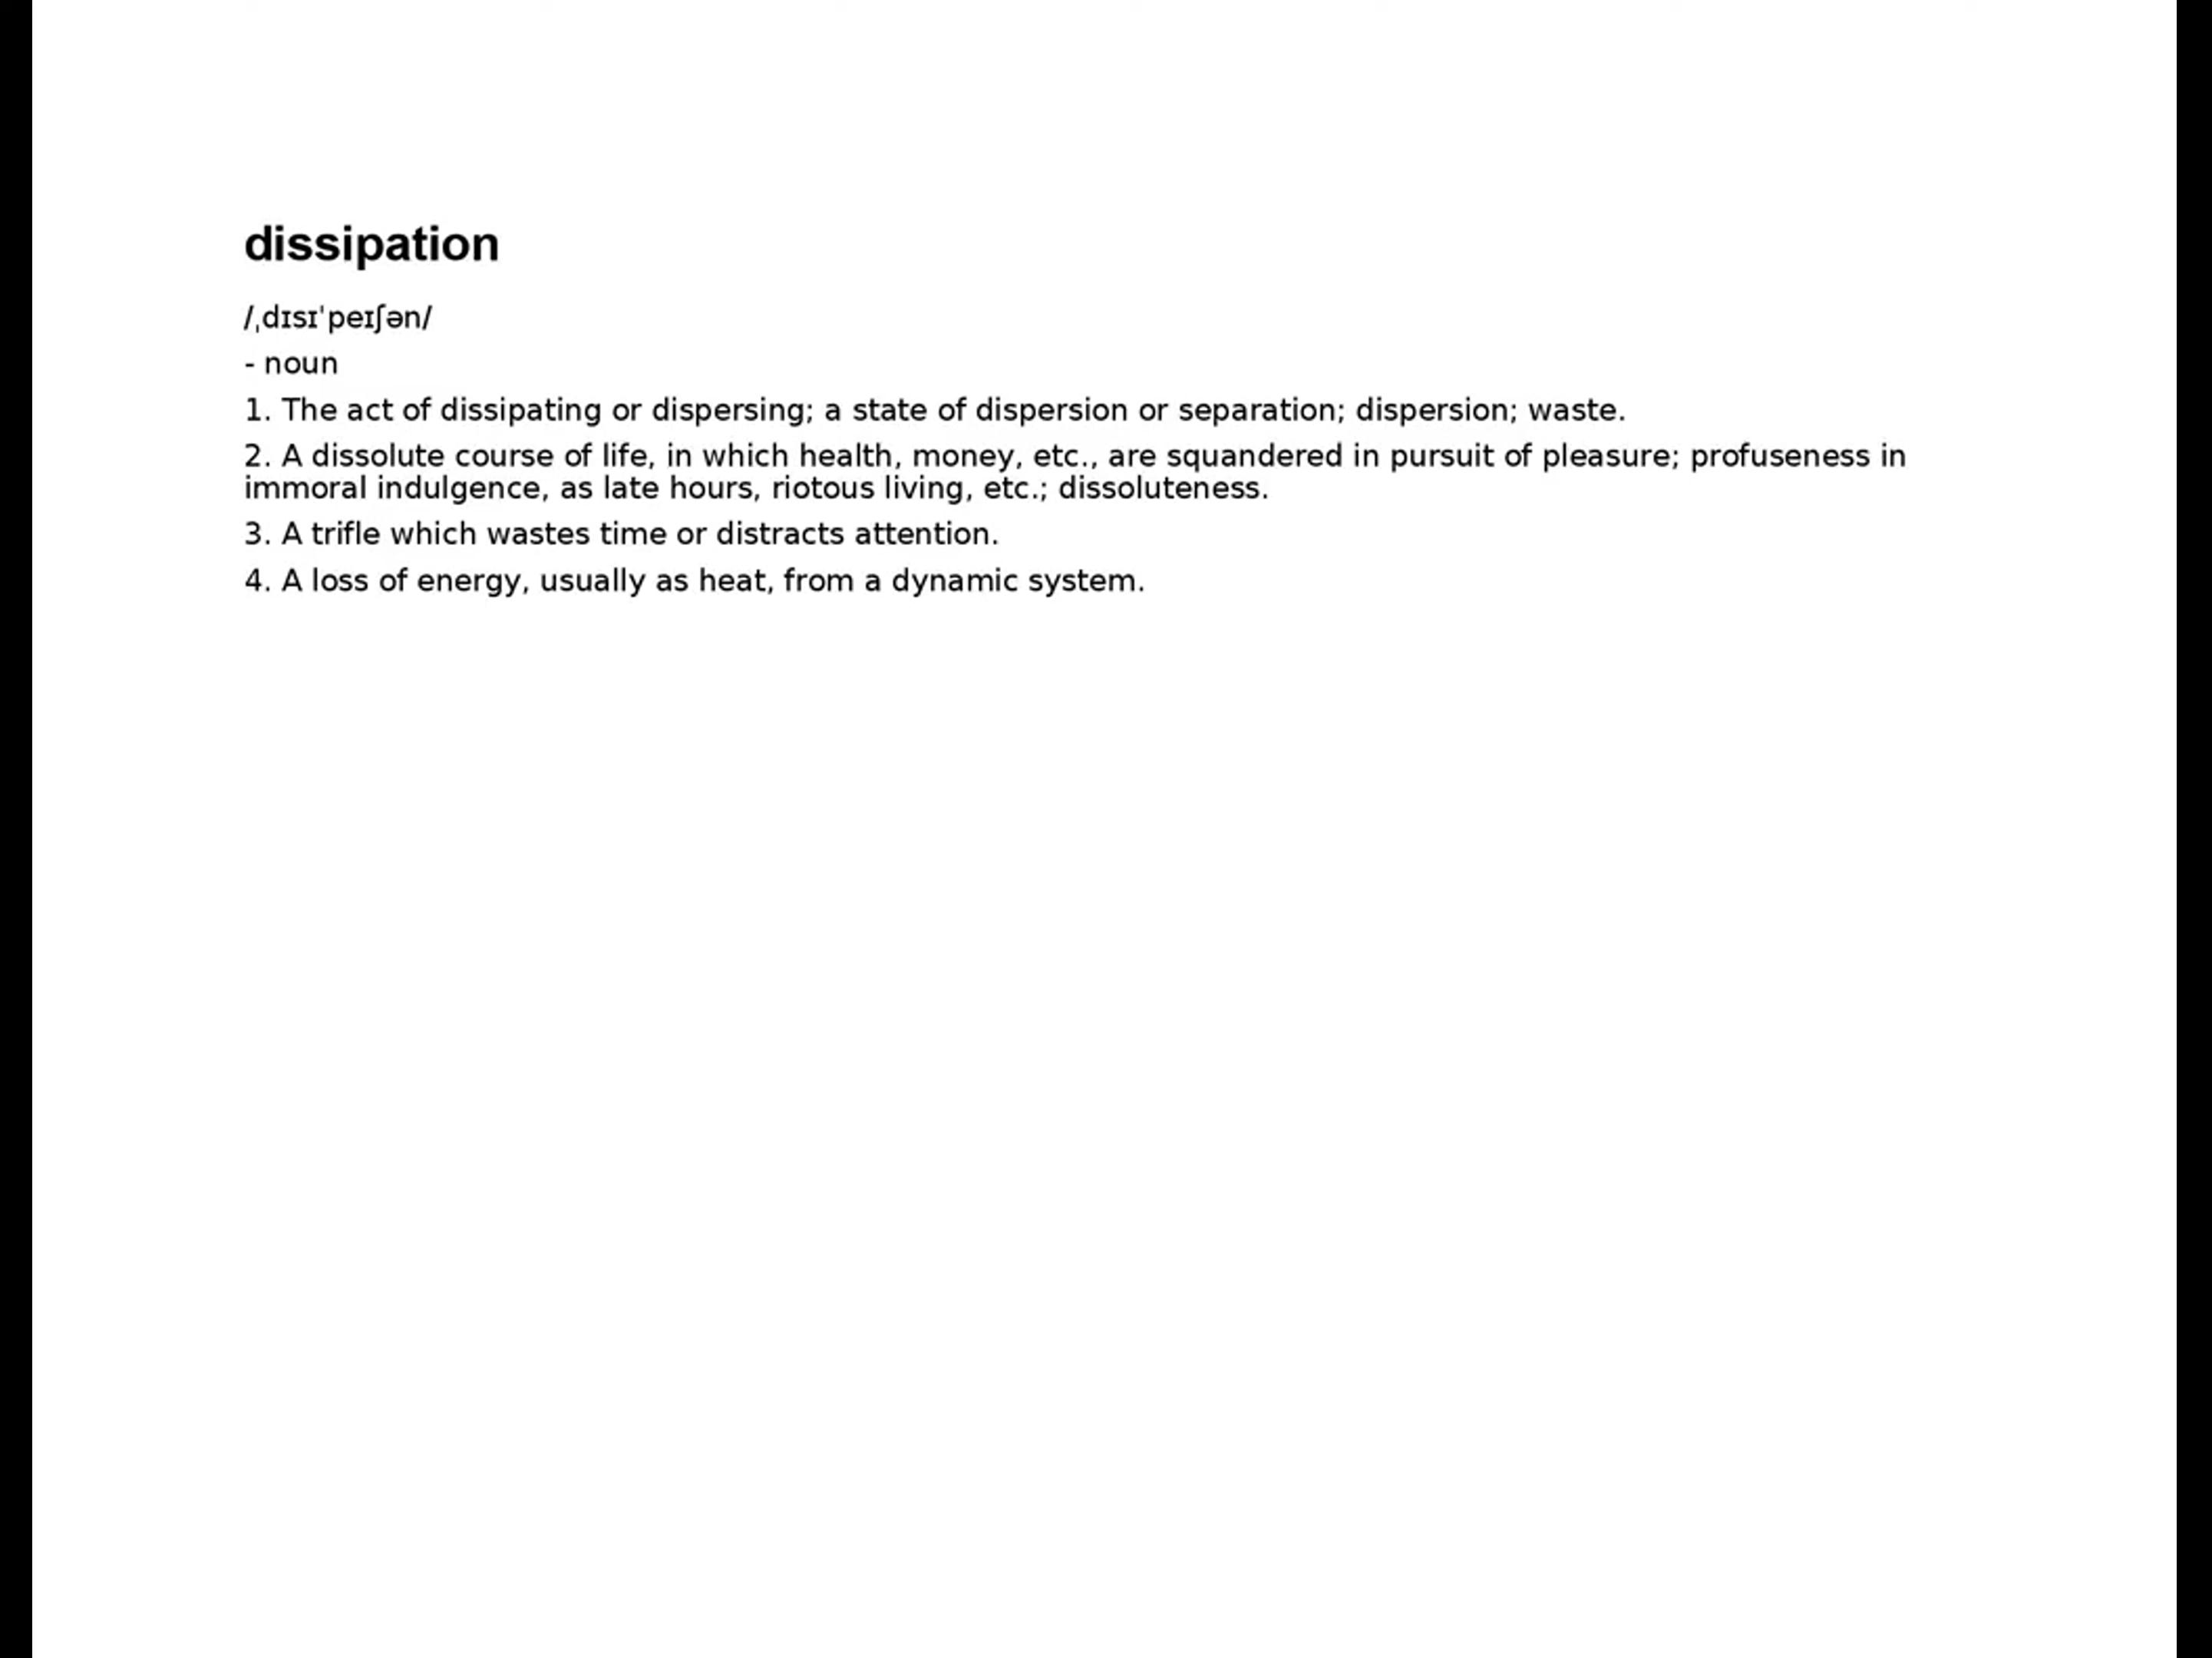 dissipation
/ˌdɪsɪˈpeɪʃən/
- noun
1. The act of dissipating or dispersing; a state of dispersion or separation; dispersion; waste.
2. A dissolute course of life, in which health, money, etc., are squandered in pursuit of pleasure; profuseness in
immoral indulgence, as late hours, riotous living, etc.; dissoluteness.
3. A trifle which wastes time or distracts attention.
4. A loss of energy, usually as heat, from a dynamic system.